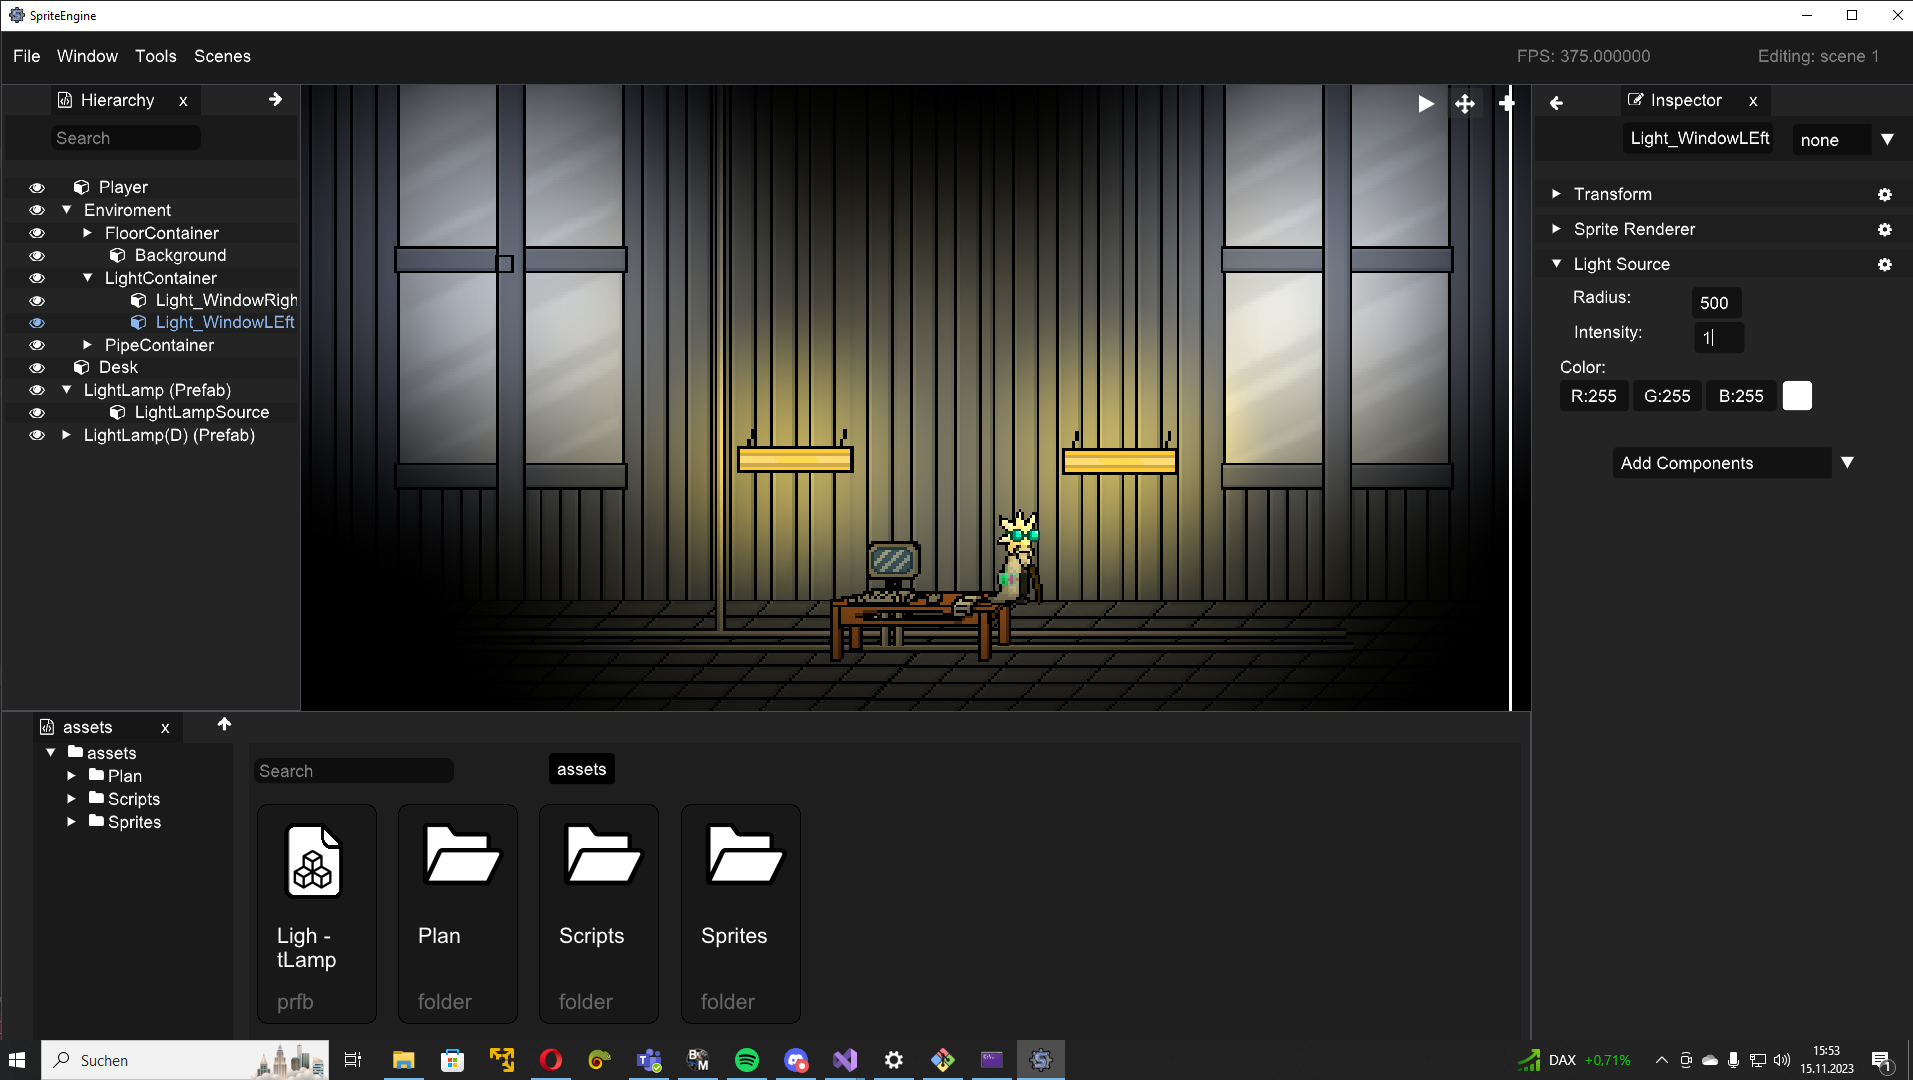 SpriteEngine
File Window Tools Scenes
FPS: 375.000000
Editing: scene 1
Hierarchy x
Search
Player
Enviroment
FloorContainer
Background
LightContainer
Light_WindowRigh
Light_WindowLEft
PipeContainer
Desk
LightLamp (Prefab)
LightLampSource
LightLamp(D) (Prefab)
Inspector x
Light_WindowLEft none
Transform
Sprite Renderer
Light Source
Radius: 500
Intensity: 1
Color:
R:255 G:255 B:255
Add Components
assets x
assets
Plan
Scripts
Sprites
Search
assets
Ligh -
tLamp
prfb
Plan
folder
Scripts
folder
Sprites
folder
Suchen
DAX +0,71%
15:53
15.11.2023
1